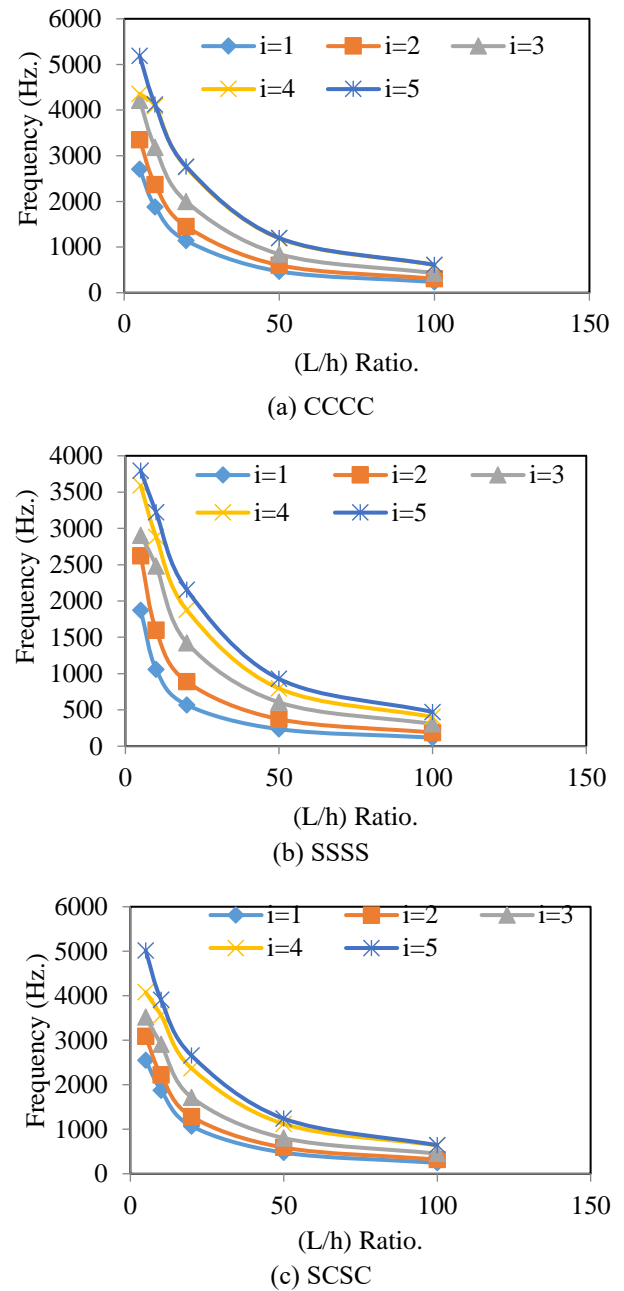 6000
5000
4000
3000
2000
1000
0
Frequency (Hz.)
i=1 i=2 i=3
i=4 i=5
0 50 100 150
(L/h) Ratio.
(a) CCCC
4000
3500
3000
2500
2000
1500
1000
500
0
Frequency (Hz.)
i=1 i=2 i=3
i=4 i=5
0 50 100 150
(L/h) Ratio.
(b) SSSS
6000
5000
4000
3000
2000
1000
0
Frequency (Hz.)
i=1 i=2 i=3
i=4 i=5
0 50 100 150
(L/h) Ratio.
(c) SCSC